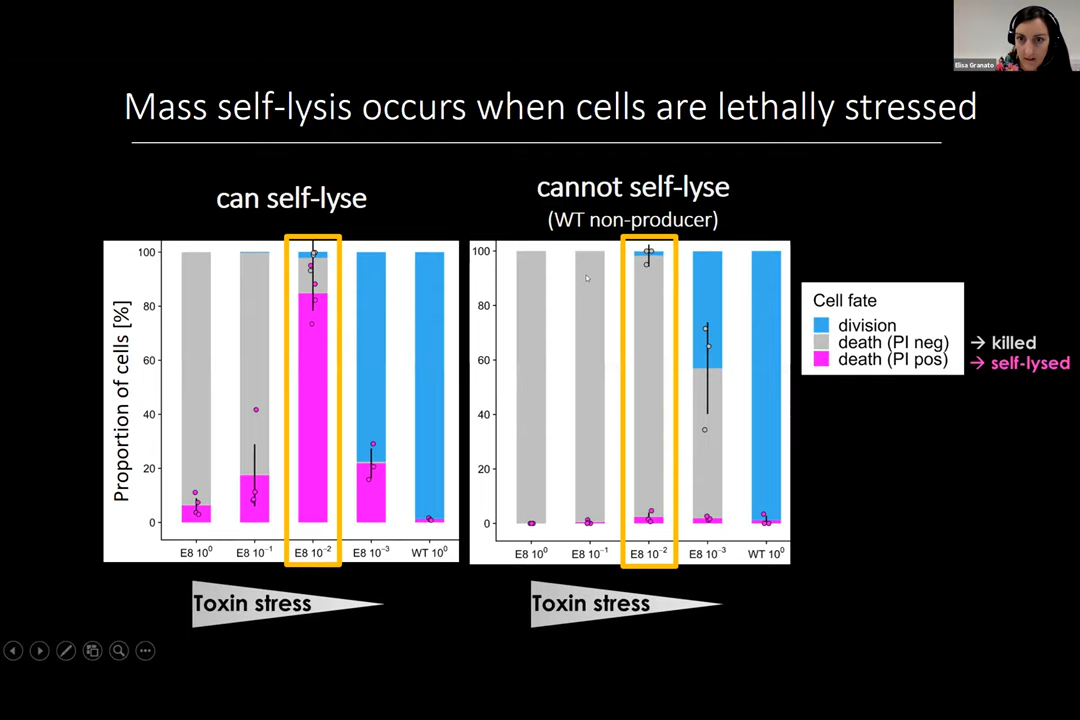 Elisa Granato
Mass self-lysis occurs when cells are lethally stressed
can self-lyse
cannot self-lyse
(WT non-producer)
Proportion of cells [%]
100
80
60
40
20
0
E8 10⁰
E8 10⁻¹
E8 10⁻²
E8 10⁻³
WT 10⁰
100
80
60
40
20
0
E8 10⁰
E8 10⁻¹
E8 10⁻²
E8 10⁻³
WT 10⁰
Cell fate
division
death (PI neg) → killed
death (PI pos) → self-lysed
Toxin stress
Toxin stress